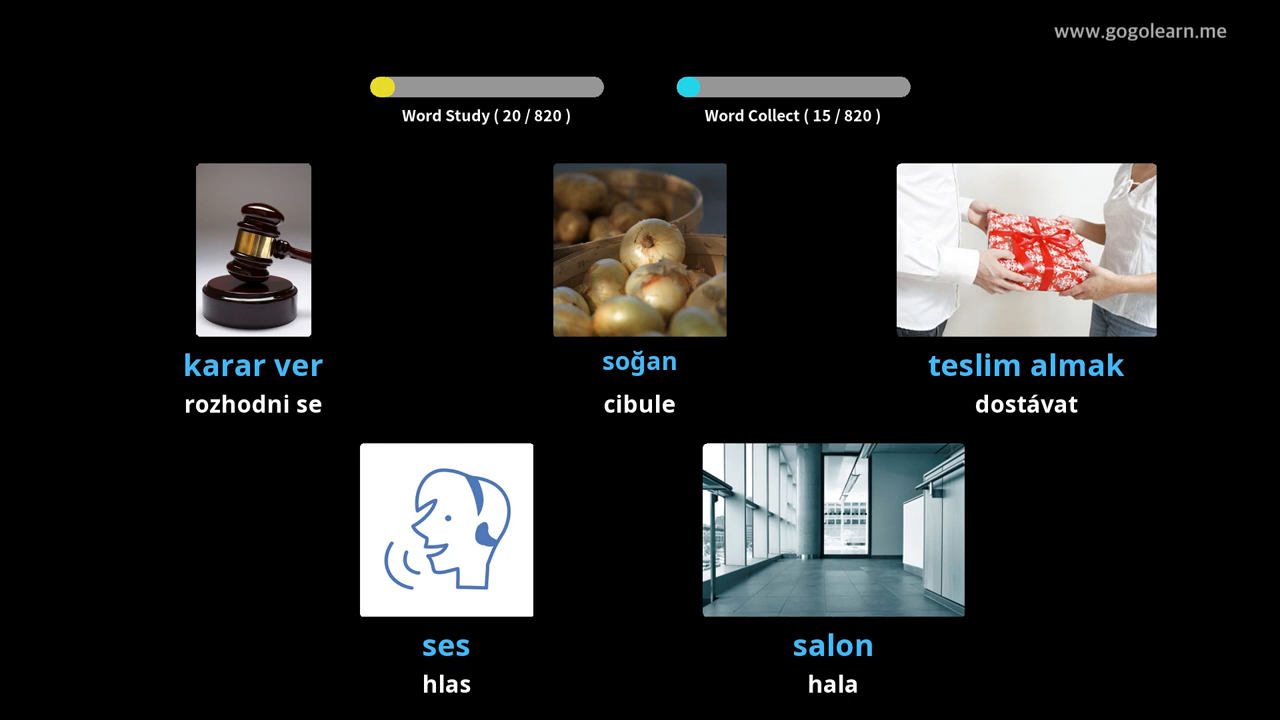 www.gogolearn.me
Word Study ( 20 / 820 )
Word Collect ( 15 / 820 )
karar ver
rozhodni se
soğan
cibule
teslim almak
dostávat
ses
hlas
salon
hala